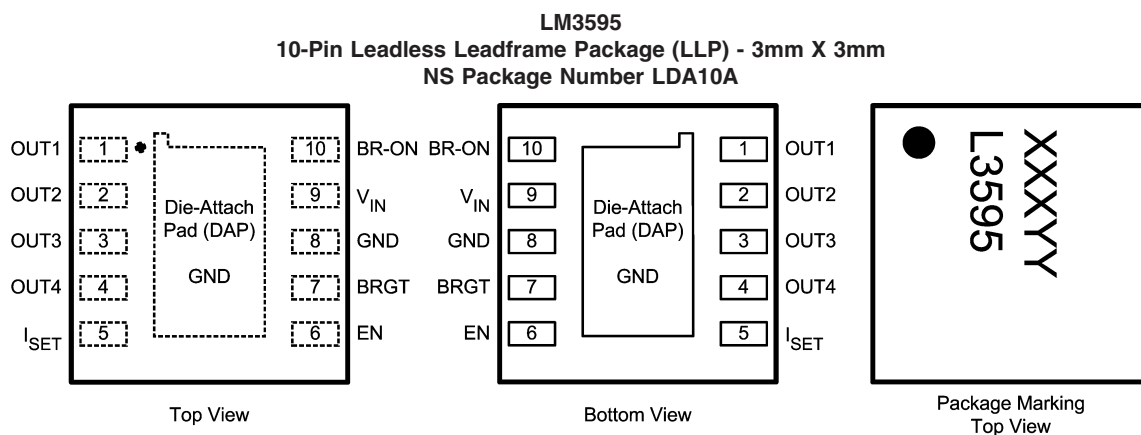 LM3595
10-Pin Leadless Leadframe Package (LLP) - 3mm X 3mm
NS Package Number LDA10A
OUT1 1 10 BR-ON
OUT2 2 9 VIN
OUT3 3 8 GND
OUT4 4 7 BRGT
ISET 5 6 EN
Die-Attach
Pad (DAP)
GND
Top View
BR-ON 10 1 OUT1
VIN 9 2 OUT2
GND 8 3 OUT3
BRGT 7 4 OUT4
EN 6 5 ISET
Die-Attach
Pad (DAP)
GND
Bottom View
XXXYY
L3595
Package Marking
Top View